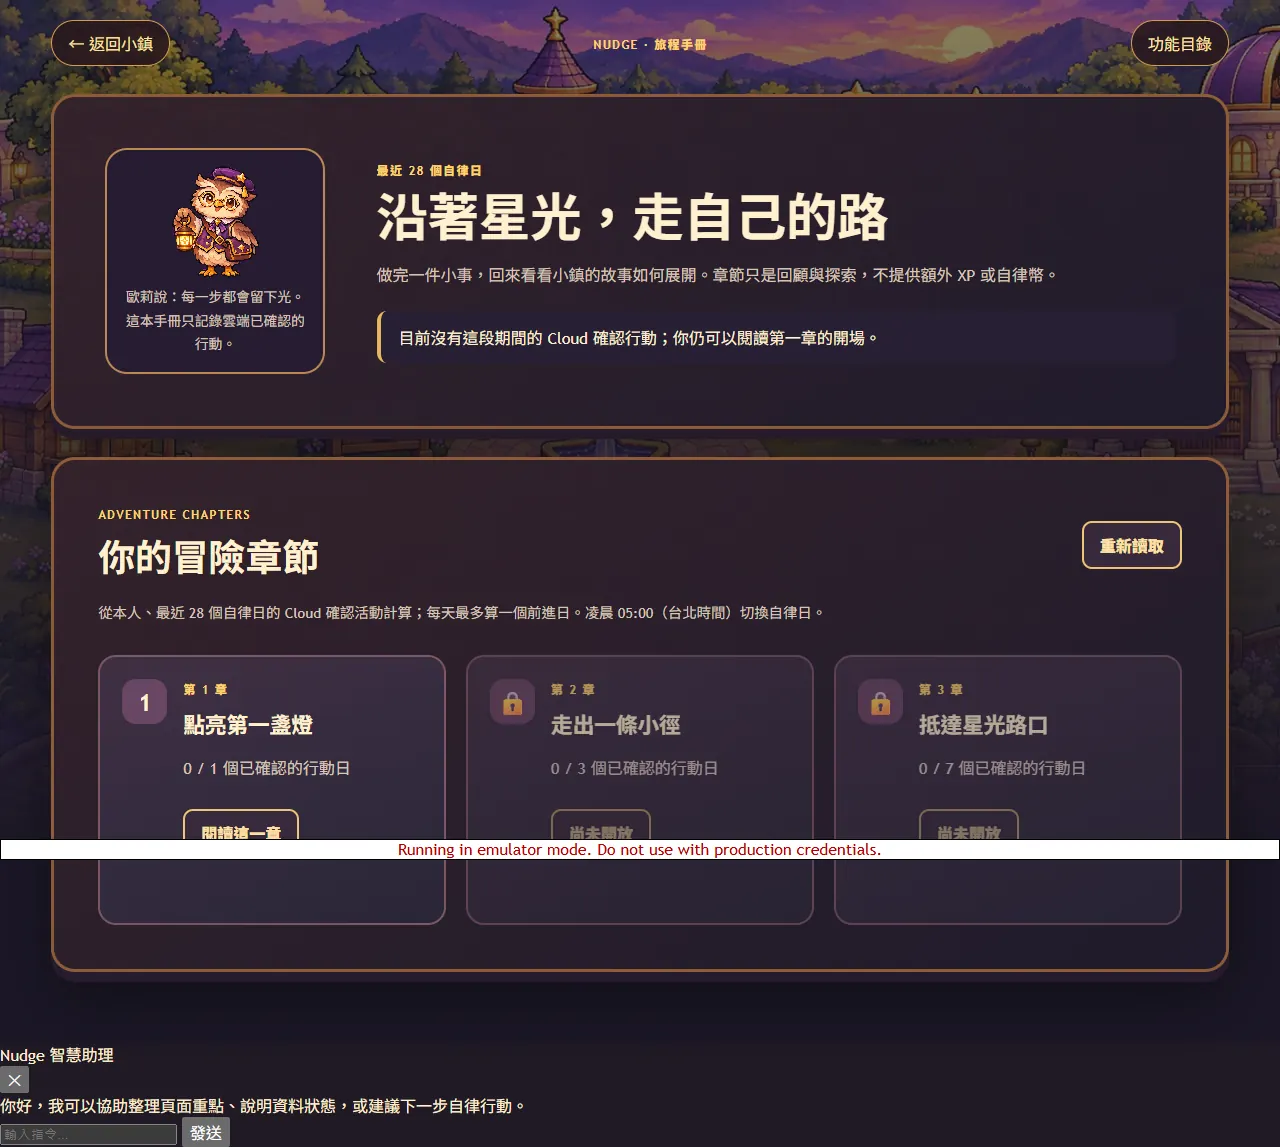 ← 返回小鎮
NUDGE · 旅程手冊
功能目錄
歐莉說：每一步都會留下光。
這本手冊只記錄雲端已確認的
行動。
最近 28 個自律日
沿著星光，走自己的路
做完一件小事，回來看看小鎮的故事如何展開。章節只是回顧與探索，不提供額外 XP 或自律幣。
目前沒有這段期間的 Cloud 確認行動；你仍可以閱讀第一章的開場。
ADVENTURE CHAPTERS
你的冒險章節
重新讀取
從本人、最近 28 個自律日的 Cloud 確認活動計算；每天最多算一個前進日。凌晨 05:00（台北時間）切換自律日。
1
第 1 章
點亮第一盞燈
0 / 1 個已確認的行動日
閱讀這一章
第 2 章
走出一條小徑
0 / 3 個已確認的行動日
尚未開放
第 3 章
抵達星光路口
0 / 7 個已確認的行動日
尚未開放
Running in emulator mode. Do not use with production credentials.
Nudge 智慧助理
×
你好，我可以協助整理頁面重點、說明資料狀態，或建議下一步自律行動。
輸入指令...
發送